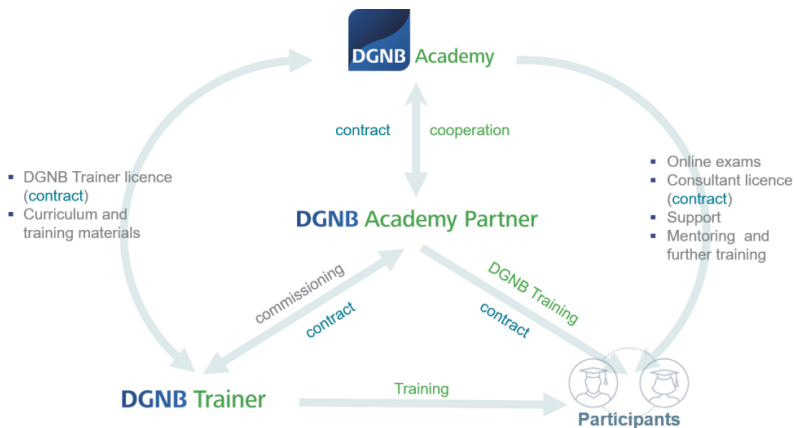 DGNB Academy
contract cooperation
▪ DGNB Trainer licence
(contract)
▪ Curriculum and
training materials
▪ Online exams
▪ Consultant licence
(contract)
▪ Support
▪ Mentoring and
further training
DGNB Academy Partner
commissioning
contract
DGNB Training
contract
DGNB Trainer
Training
Participants